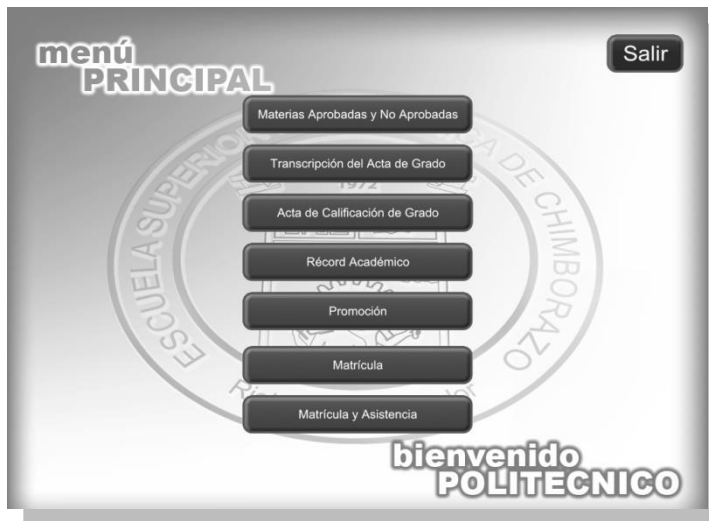 menú
PRINCIPAL
Salir
Materias Aprobadas y No Aprobadas
Transcripción del Acta de Grado
1972
Acta de Calificación de Grado
Récord Académico
Promoción
Matrícula
Matrícula y Asistencia
ESCUELA SUPERIOR
CA DE CHIMBORAZO
bienvenido
POLITECNICO